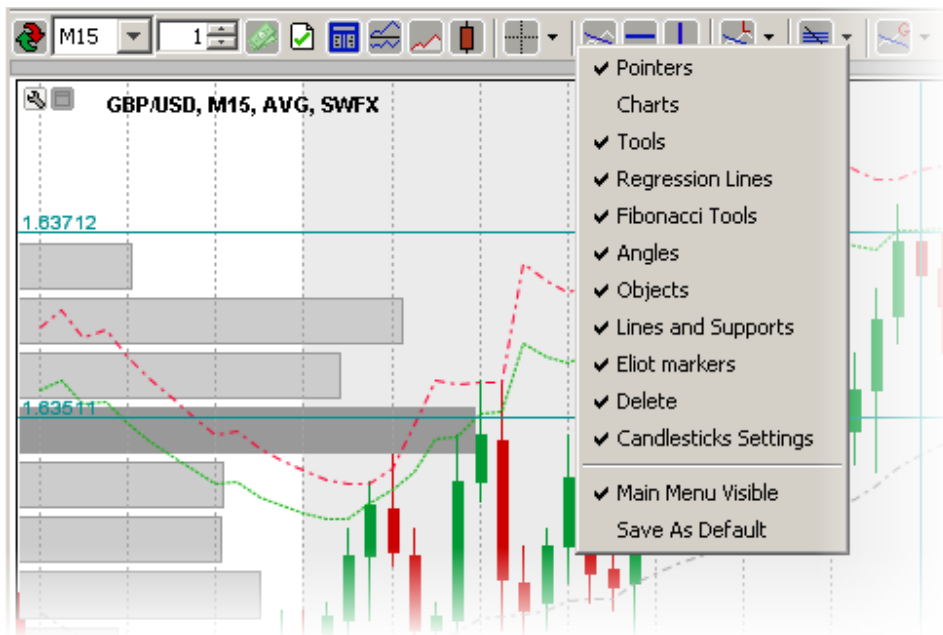 M15 1 G
Pointers
Charts
Tools
Regression Lines
Fibonacci Tools
Angles
Objects
Lines and Supports
Eliot markers
Delete
Candlesticks Settings
Main Menu Visible
Save As Default
GBP/USD, M15, AVG, SWFX
1.63712
1.63511